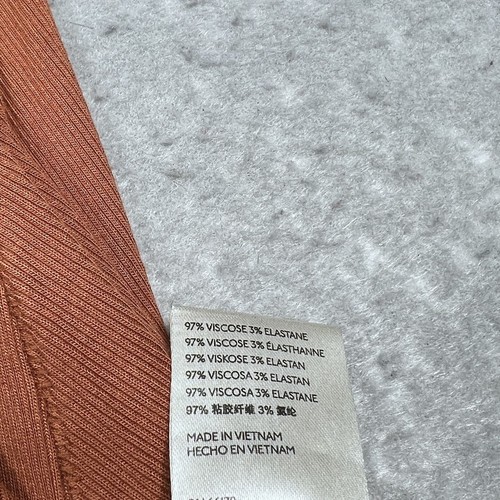 97% VISCOSE 3% ELASTANE
97% VISCOSE 3% ÉLASTHANNE
97% VISKOSE 3% ELASTAN
97% VISCOSA 3% ELASTAN
97% VISCOSA 3% ELASTANE
97% 粘胶纤维 3% 氨纶
MADE IN VIETNAM
HECHO EN VIETNAM